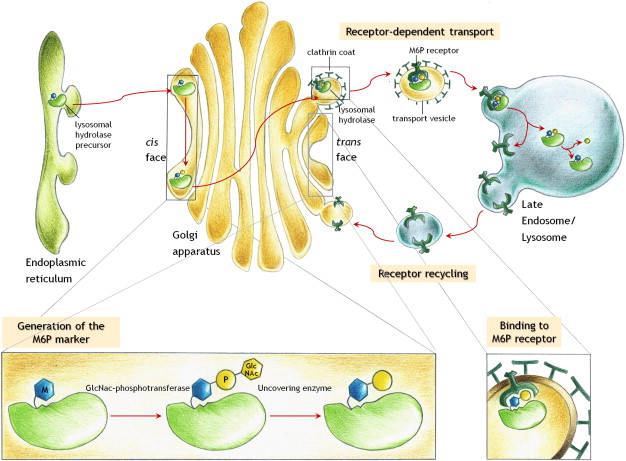 Receptor-dependent transport
clathrin coat
M6P receptor
lysosomal
hydrolase
transport vesicle
lysosomal
hydrolase
precursor
cis
face
trans
face
Late
Endosome/
Lysosome
Golgi
apparatus
Endoplasmic
reticulum
Receptor recycling
Generation of the
M6P marker
Binding to
M6P receptor
M
GlcNac-phosphotransferase
P
Glc
NAc
Uncovering enzyme